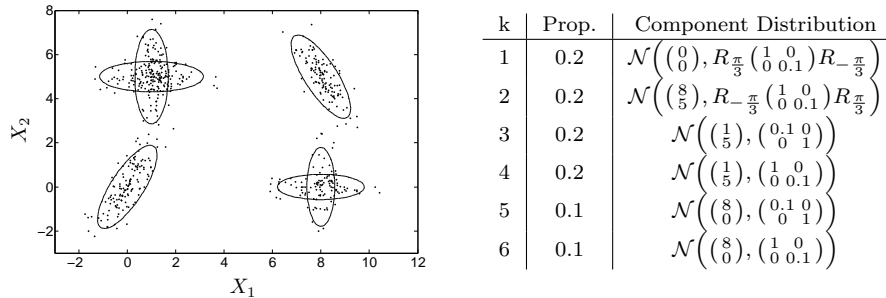 8
6
4
2
0
−2
X₂
−2 0 2 4 6 8 10 12
X₁
k Prop. Component Distribution
1 0.2 𝒩((0 0), R_{π/3} (1 0 0 0.1) R_{−π/3})
2 0.2 𝒩((8 5), R_{−π/3} (1 0 0 0.1) R_{π/3})
3 0.2 𝒩((1 5), (0.1 0 0 1))
4 0.2 𝒩((1 5), (1 0 0 0.1))
5 0.1 𝒩((8 0), (0.1 0 0 1))
6 0.1 𝒩((8 0), (1 0 0 0.1))